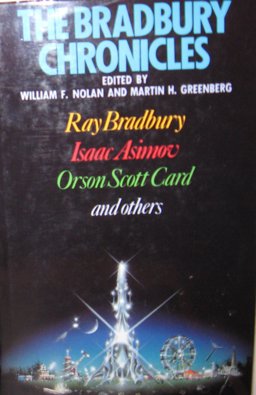 THE BRADBURY
CHRONICLES
EDITED BY
WILLIAM F. NOLAN AND MARTIN H. GREENBERG
Ray Bradbury
Isaac Asimov
Orson Scott Card
and others